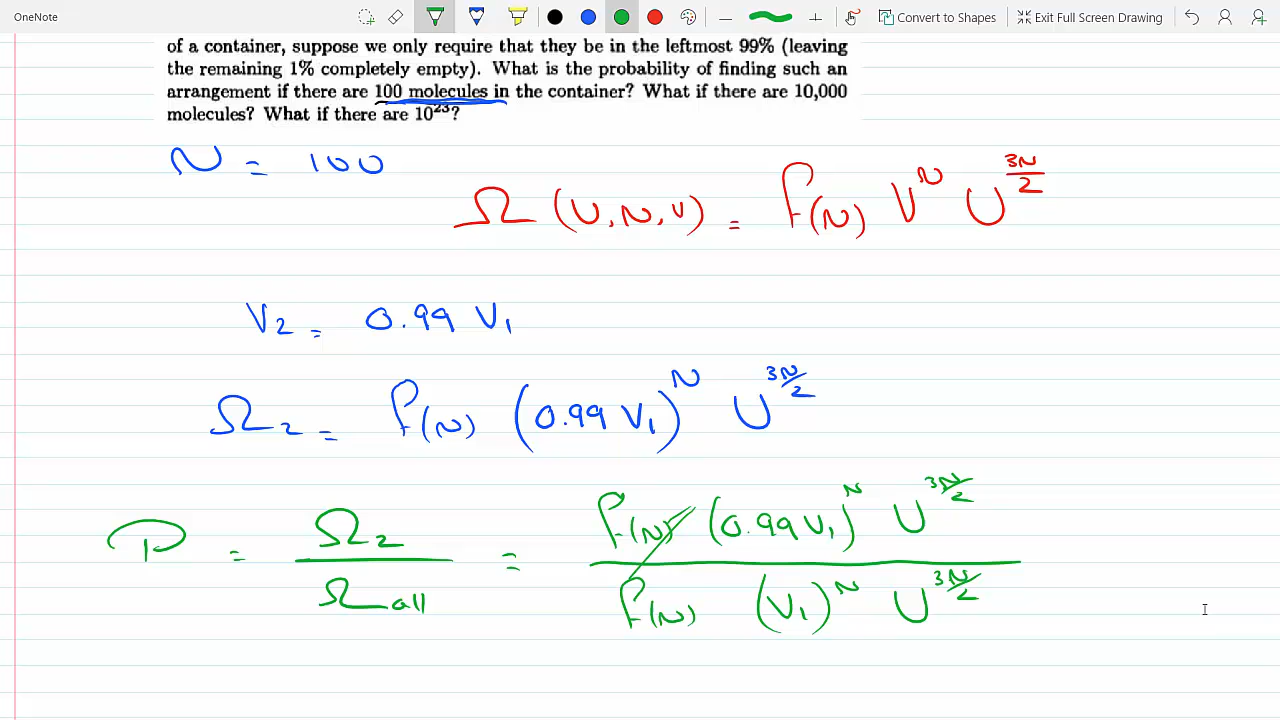 OneNote
Convert to Shapes
Exit Full Screen Drawing
of a container, suppose we only require that they be in the leftmost 99% (leaving
the remaining 1% completely empty). What is the probability of finding such an
arrangement if there are 100 molecules in the container? What if there are 10,000
molecules? What if there are 10²³?
N = 100
Ω (U, N, V) = f(N) V^N U^(3N/2)
V₂ = 0.99 V₁
Ω₂ = f(N) (0.99 V₁)^N U^(3N/2)
P = Ω₂ / Ω_all = f(N) (0.99 V₁)^N U^(3N/2) / f(N) (V₁)^N U^(3N/2)